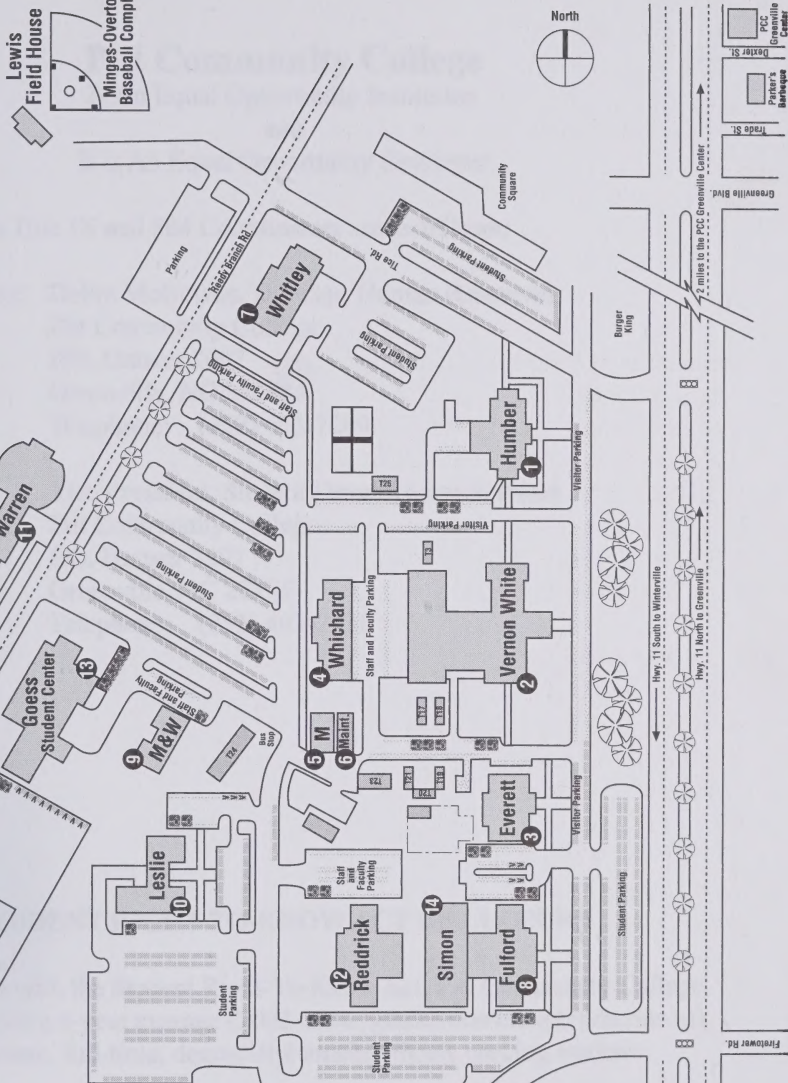 Lewis
Field House
Minges-Overto
Baseball Compl
North
PCC
Greenville
Center
Dexter St.
Parker's
Barbeque
Trade St.
Greenville Blvd.
2 miles to the PCC Greenville Center
Community
Square
Parking
Reedy Branch Rd.
Tice Rd.
Student Parking
Whitley
7
Student Parking
Staff and Faculty Parking
Burger
King
Humber
1
Visitor Parking
Visitor Parking
T3
Warren
11
Student Parking
Whichard
4
Staff and Faculty Parking
Vernon White
2
Hwy. 11 South to Winterville
Hwy. 11 North to Greenville
Goess
Student Center
13
Staff and Faculty
Parking
M&W
9
T24
Bus
Stop
M
5
Maint.
6
T17
T18
T23
T21
T20
T19
Everett
3
Visitor Parking
Leslie
10
Staff
and
Faculty
Parking
Student
Parking
Reddrick
12
Simon
14
Fulford
8
Student Parking
Student
Parking
Firetower Rd.
Community College